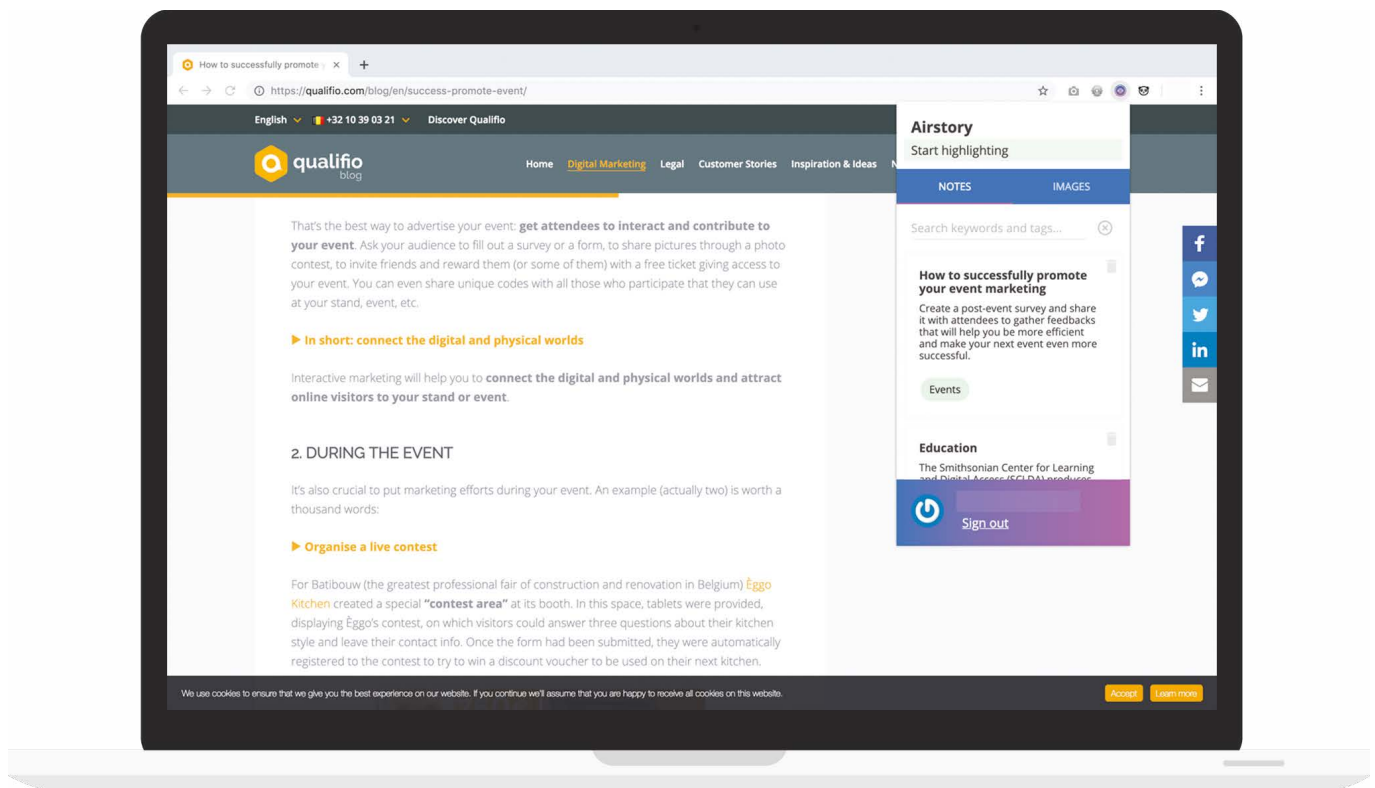 How to successfully promote
https://qualifio.com/blog/en/success-promote-event/
English +32 10 39 03 21 Discover Qualifio
qualifio
blog
Home Digital Marketing Legal Customer Stories Inspiration & Ideas
That's the best way to advertise your event: get attendees to interact and contribute to
your event. Ask your audience to fill out a survey or a form, to share pictures through a photo
contest, to invite friends and reward them (or some of them) with a free ticket giving access to
your event. You can even share unique codes with all those who participate that they can use
at your stand, event, etc.
▶ In short: connect the digital and physical worlds
Interactive marketing will help you to connect the digital and physical worlds and attract
online visitors to your stand or event.
2. DURING THE EVENT
It's also crucial to put marketing efforts during your event. An example (actually two) is worth a
thousand words:
▶ Organise a live contest
For Batibouw (the greatest professional fair of construction and renovation in Belgium) Èggo
Kitchen created a special “contest area” at its booth. In this space, tablets were provided,
displaying Èggo's contest, on which visitors could answer three questions about their kitchen
style and leave their contact info. Once the form had been submitted, they were automatically
registered to the contest to try to win a discount voucher to be used on their next kitchen.
Airstory
Start highlighting
NOTES IMAGES
Search keywords and tags...
How to successfully promote
your event marketing
Create a post-event survey and share
it with attendees to gather feedbacks
that will help you be more efficient
and make your next event even more
successful.
Events
Education
The Smithsonian Center for Learning
and Digital Access (SCLDA) produces
Sign out
We use cookies to ensure that we give you the best experience on our website. If you continue we'll assume that you are happy to receive all cookies on this website.
Accept Learn more